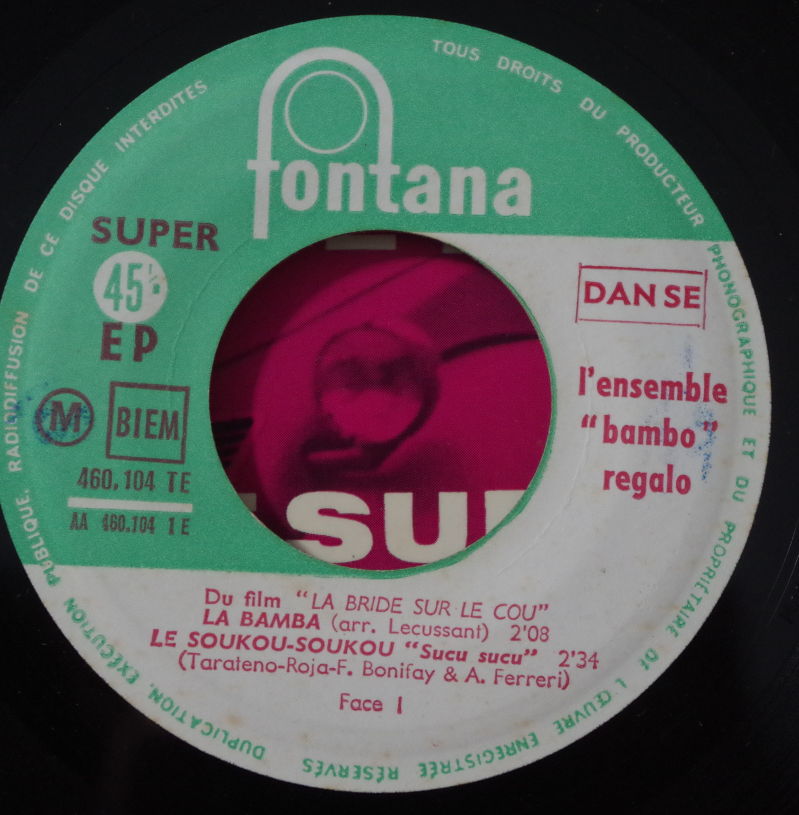 fontana
TOUS DROITS DU PRODUCTEUR PHONOGRAPHIQUE ET DU PROPRIÉTAIRE DE L'ŒUVRE ENREGISTRÉE RÉSERVÉS
DUPLICATION, EXÉCUTION PUBLIQUE, RADIODIFFUSION DE CE DISQUE INTERDITES
SUPER
45
EP
M BIEM
460.104 TE
AA 460.104 1 E
DANSE
l'ensemble
"bambo"
regalo
SU
Du film "LA BRIDE SUR LE COU"
LA BAMBA (arr. Lecussant) 2'08
LE SOUKOU-SOUKOU "Sucu sucu" 2'34
(Tarateno-Roja-F. Bonifay & A. Ferreri)
Face 1